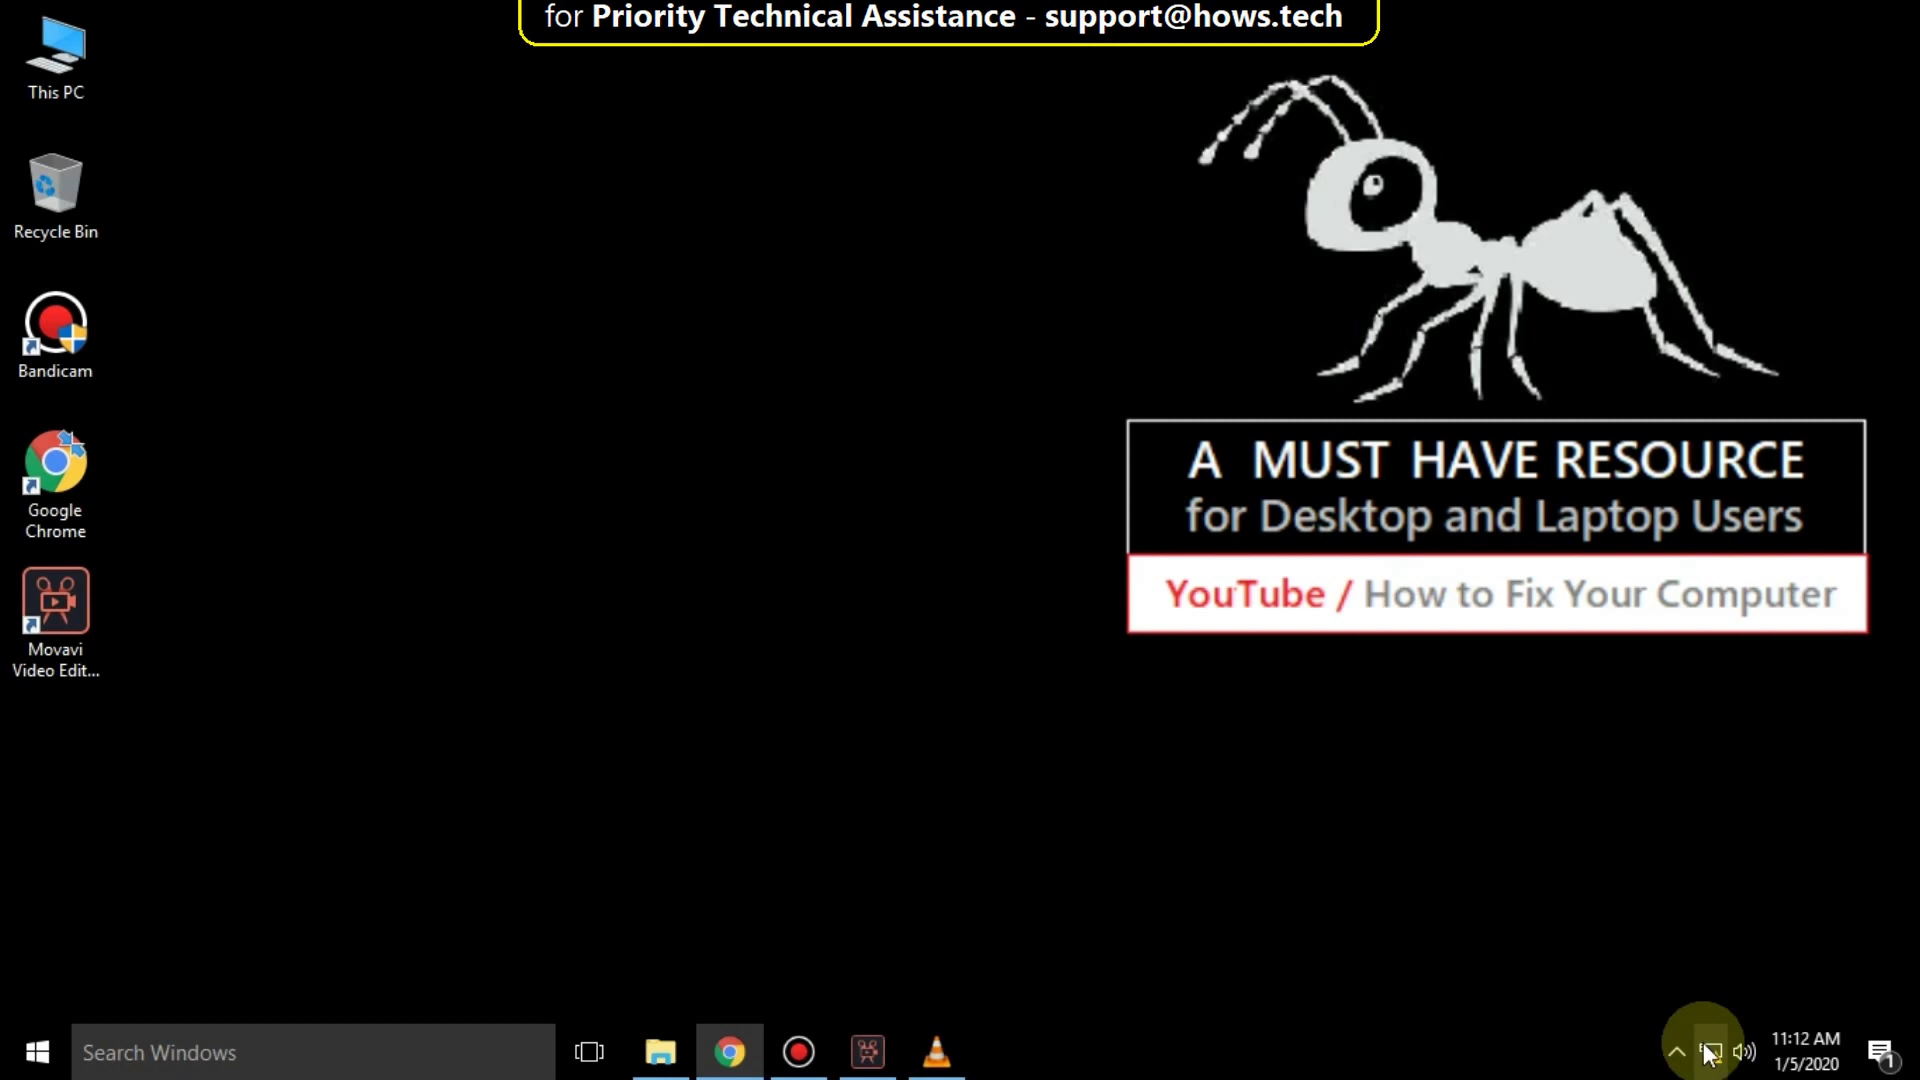 for Priority Technical Assistance - support@hows.tech
This PC
Recycle Bin
Bandicam
Google
Chrome
Movavi
Video Edit...
A MUST HAVE RESOURCE
for Desktop and Laptop Users
YouTube / How to Fix Your Computer
Search Windows
11:12 AM
1/5/2020
1